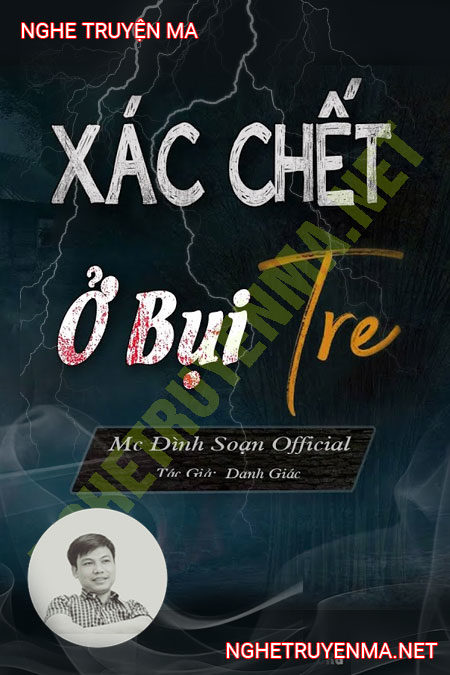 NGHE TRUYỆN MA
XÁC CHẾT
Ở Bụi Tre
Mc Đình Soạn Official
Tác Giả: Danh Giác
NGHETRUYENMA.NET
NGHETRUYENMA.NET